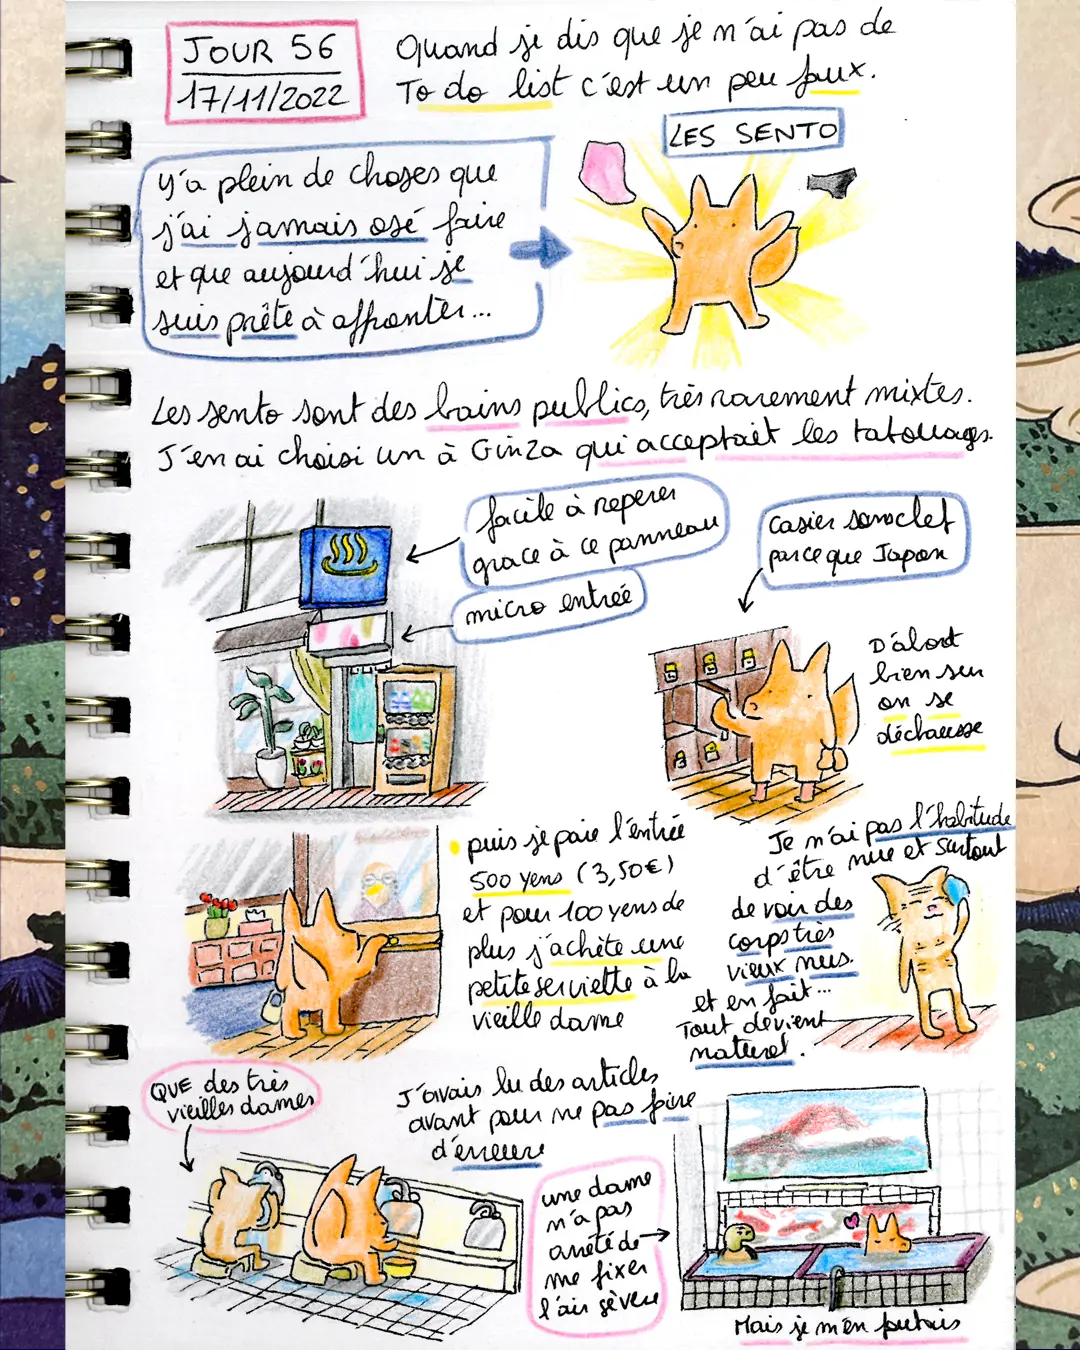 JOUR 56
17/11/2022
Quand je dis que je n'ai pas de
To do list c'est un peu faux.
LES SENTO
y'a plein de choses que
j'ai jamais osé faire
et que aujourd'hui je
suis prête à affronter...
Les sento sont des bains publics, très rarement mixtes.
J'en ai choisi un à Ginza qui acceptait les tatouages.
facile à reperer
grace à ce panneau
micro entrée
casier sans clef
parce que Japon
D'abord
bien sur
on se
déchausse
puis je paie l'entrée
500 yens (3,50€)
et pour 100 yens de
plus j'achète une
petite serviette à la
vieille dame
Je n'ai pas l'habitude
d'être nue et surtout
de voir des
corps très
vieux nus.
et en fait...
Tout devient
naturel.
QUE des très
vieilles dames
J'avais lu des articles
avant pour ne pas faire
d'erreur
une dame
n'a pas
arrêté de
me fixer
l'air sévère
Mais je m'en foutais